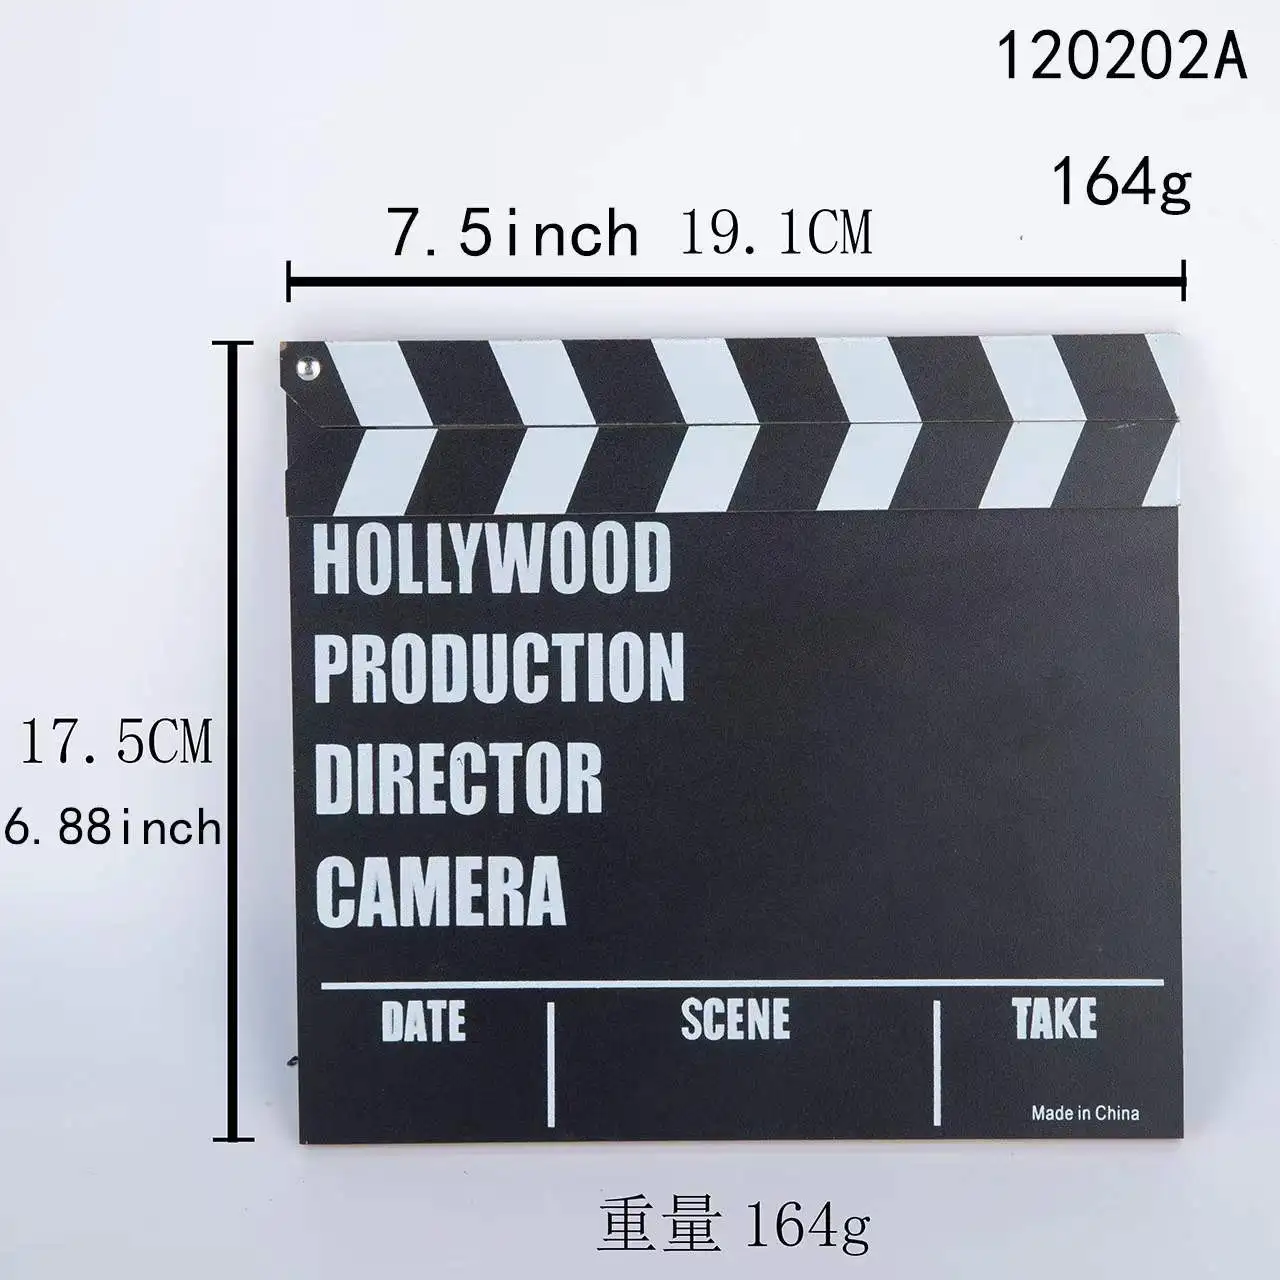 120202A
164g
7.5inch 19.1CM
17.5CM
6.88inch
HOLLYWOOD
PRODUCTION
DIRECTOR
CAMERA
DATE SCENE TAKE
Made in China
重量 164g